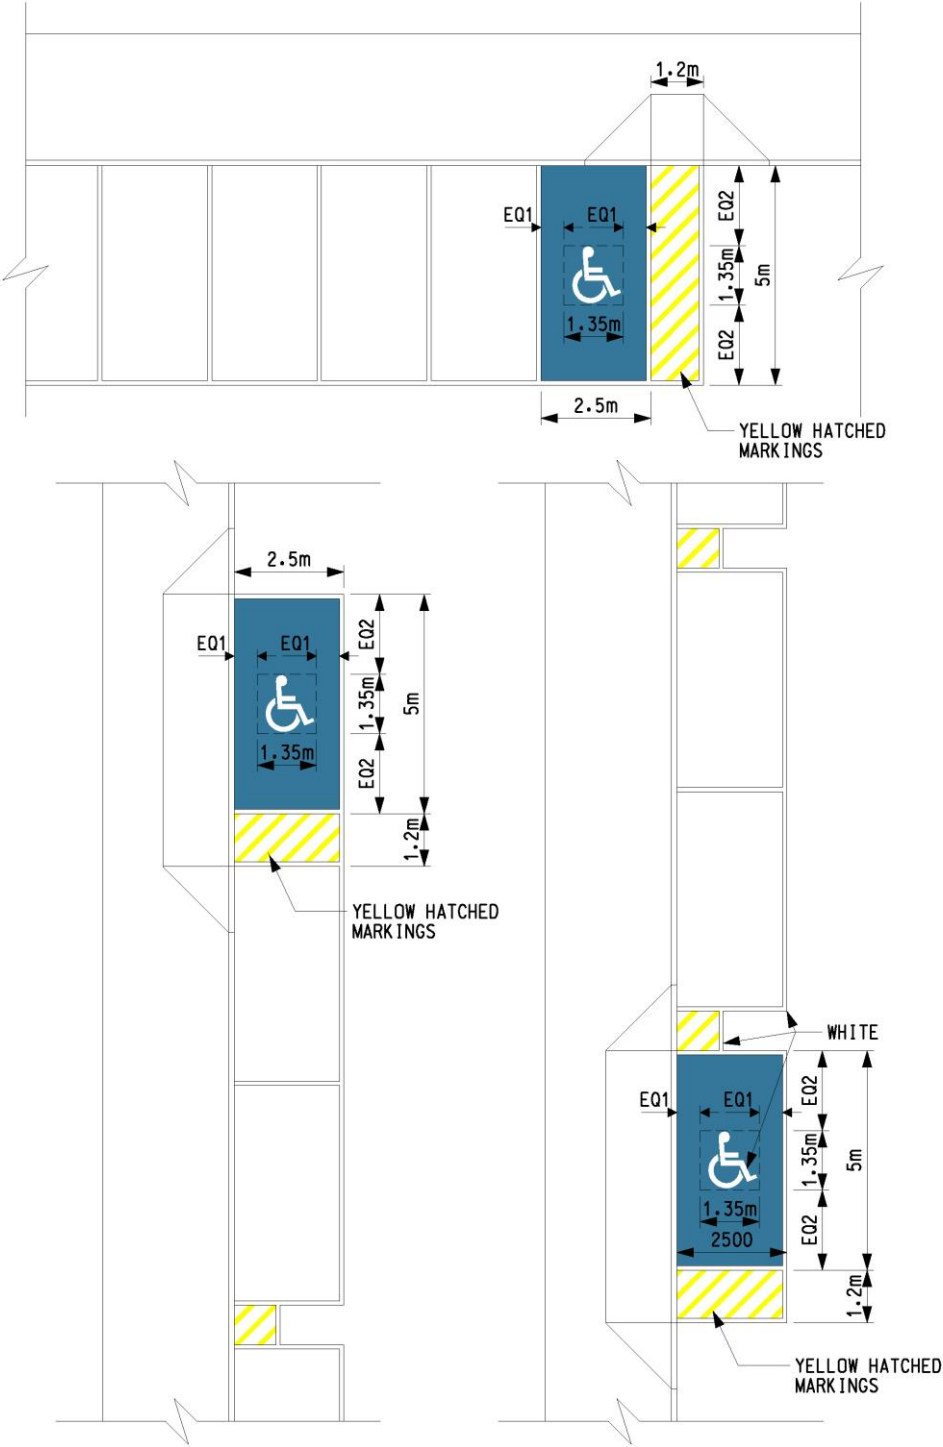 1.2m
EQ1
EQ1
EQ2
1.35m
5m
1.35m
EQ2
2.5m
YELLOW HATCHED
MARKINGS
2.5m
EQ1
EQ1
EQ2
1.35m
5m
1.35m
EQ2
1.2m
YELLOW HATCHED
MARKINGS
WHITE
EQ1
EQ1
EQ2
1.35m
5m
1.35m
EQ2
2500
1.2m
YELLOW HATCHED
MARKINGS